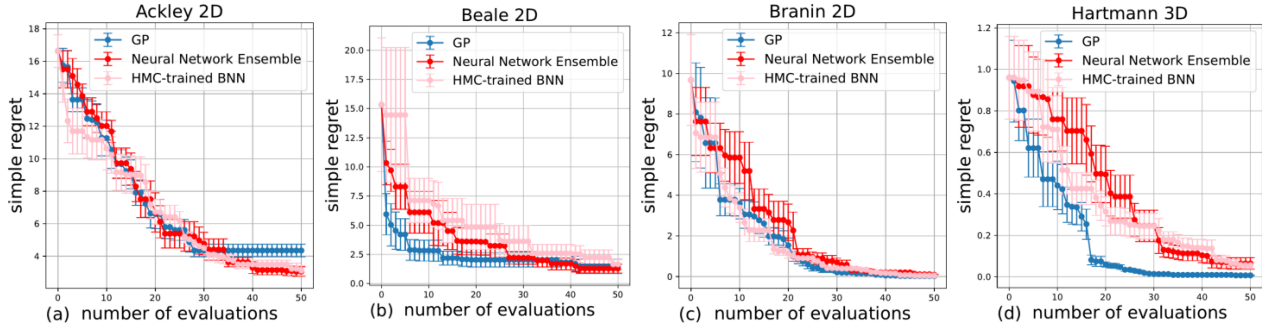 Ackley 2D
simple regret
16
14
12
10
8
6
4
GP
Neural Network Ensemble
HMC-trained BNN
0 10 20 30 40 50
(a) number of evaluations
Beale 2D
simple regret
20.0
17.5
15.0
12.5
10.0
7.5
5.0
2.5
GP
Neural Network Ensemble
HMC-trained BNN
0 10 20 30 40 50
(b) number of evaluations
Branin 2D
simple regret
12
10
8
6
4
2
0
GP
Neural Network Ensemble
HMC-trained BNN
0 10 20 30 40 50
(c) number of evaluations
Hartmann 3D
simple regret
1.2
1.0
0.8
0.6
0.4
0.2
0.0
GP
Neural Network Ensemble
HMC-trained BNN
0 10 20 30 40 50
(d) number of evaluations